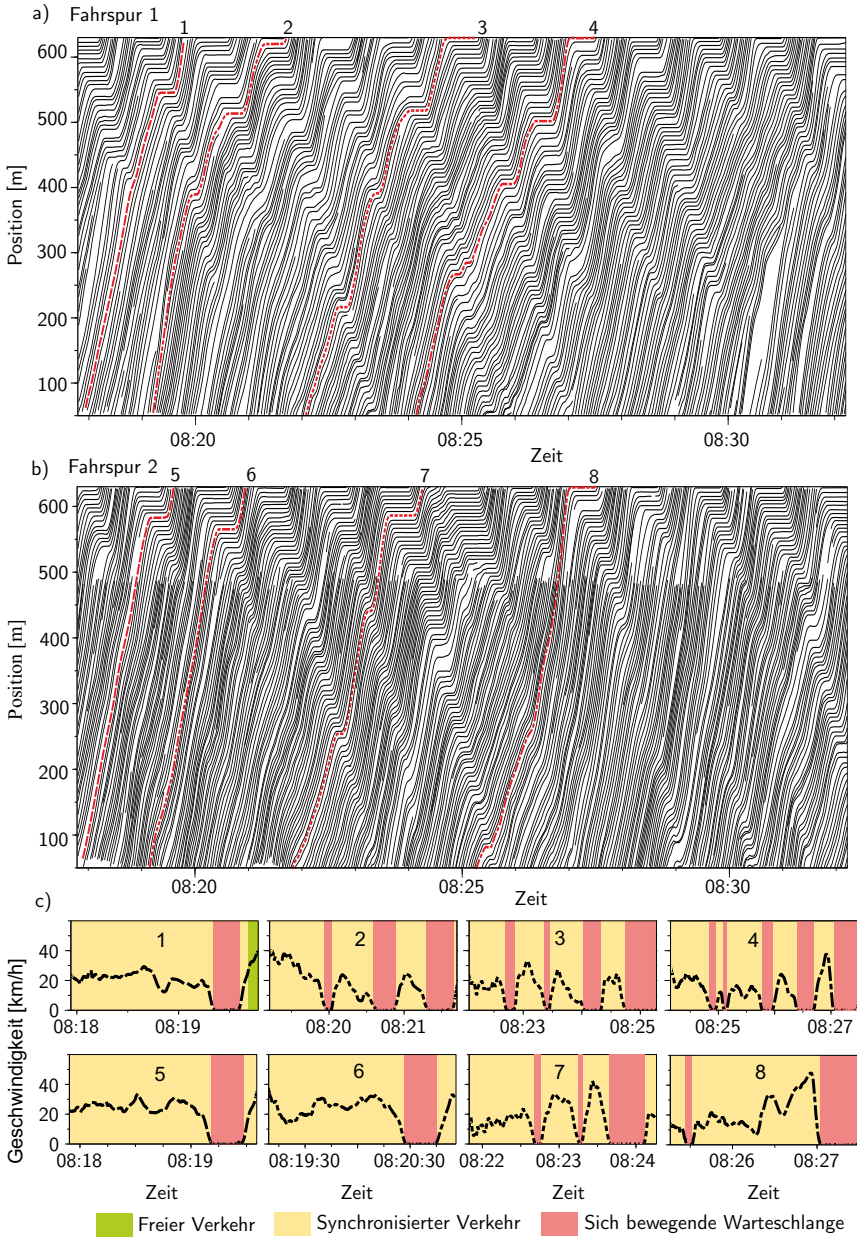 a) Fahrspur 1
1 2 3 4
600
500
400
300
200
100
Position [m]
08:20 08:25 08:30
Zeit
b) Fahrspur 2
5 6 7 8
600
500
400
300
200
100
Position [m]
08:20 08:25 08:30
Zeit
c)
Geschwindigkeit [km/h]
40
20
0
1 2 3 4
08:18 08:19 08:20 08:21 08:23 08:25 08:25 08:27
40
20
0
5 6 7 8
08:18 08:19 08:19:30 08:20:30 08:22 08:23 08:24 08:26 08:27
Zeit Zeit Zeit Zeit
Freier Verkehr Synchronisierter Verkehr Sich bewegende Warteschlange